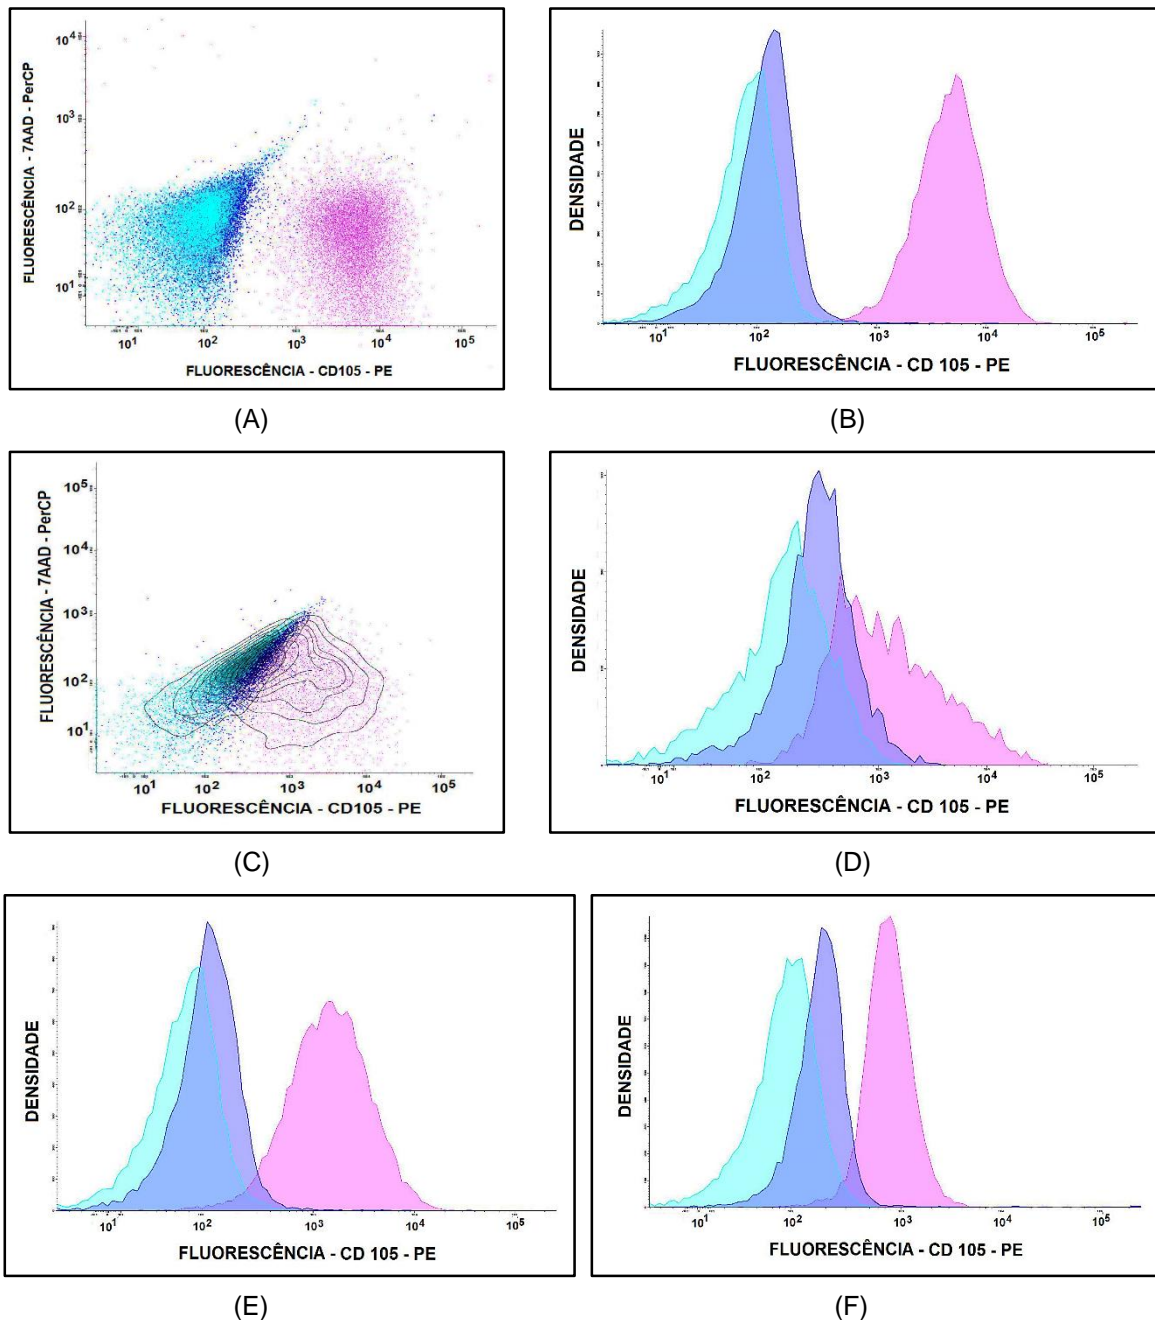 FLUORESCÊNCIA - 7AAD - PerCP
10⁴
10³
10²
10¹
10¹ 10² 10³ 10⁴ 10⁵
FLUORESCÊNCIA - CD105 - PE
(A)
DENSIDADE
10¹ 10² 10³ 10⁴ 10⁵
FLUORESCÊNCIA - CD 105 - PE
(B)
FLUORESCÊNCIA - 7AAD - PerCP
10⁵
10⁴
10³
10²
10¹
10¹ 10² 10³ 10⁴ 10⁵
FLUORESCÊNCIA - CD105 - PE
(C)
DENSIDADE
10¹ 10² 10³ 10⁴ 10⁵
FLUORESCÊNCIA - CD 105 - PE
(D)
DENSIDADE
10¹ 10² 10³ 10⁴ 10⁵
FLUORESCÊNCIA - CD 105 - PE
(E)
DENSIDADE
10¹ 10² 10³ 10⁴ 10⁵
FLUORESCÊNCIA - CD 105 - PE
(F)